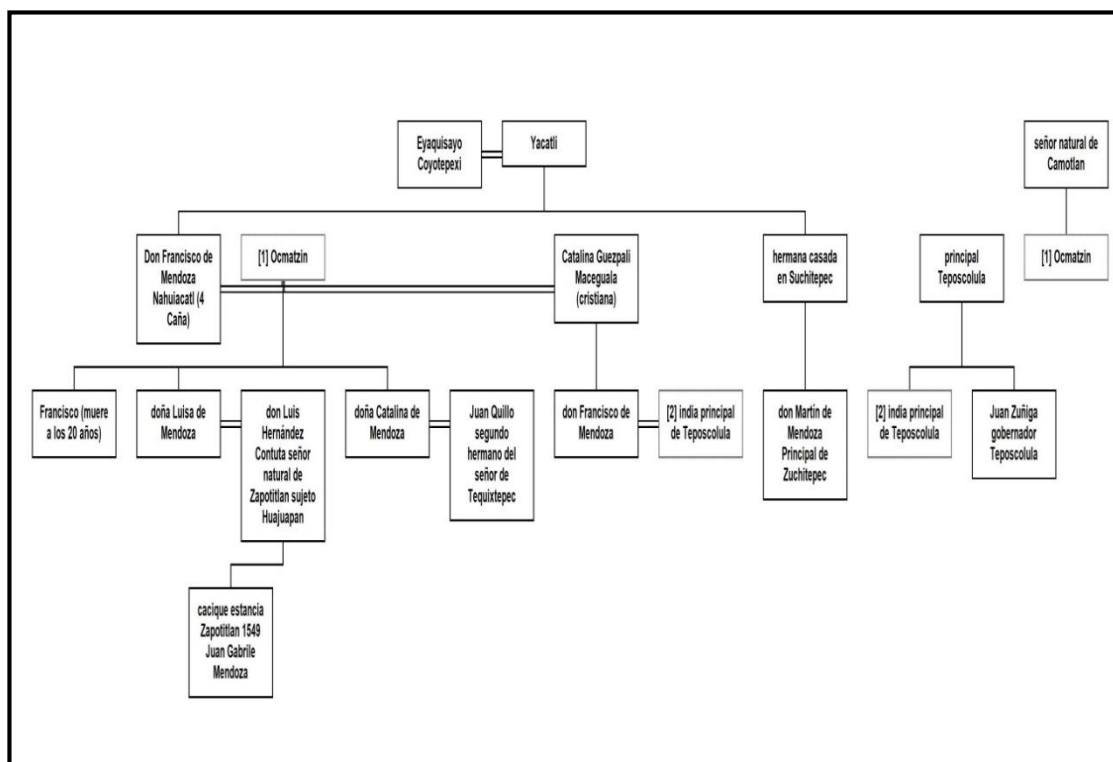 Eyaquisayo
Coyotepexi
Yacatli
señor natural de
Camotlan
Don Francisco de
Mendoza
Nahuiacatl (4
Caña)
[1] Ocmatzin
Catalina Guezpali
Maceguala
(cristiana)
hermana casada
en Suchitepec
principal
Teposcolula
[1] Ocmatzin
Francisco (muere
a los 20 años)
doña Luisa de
Mendoza
don Luis
Hernández
Contuta señor
natural de
Zapotitlan sujeto
Huajuapan
doña Catalina de
Mendoza
Juan Quillo
segundo
hermano del
señor de
Tequixtepec
don Francisco de
Mendoza
[2] india principal
de Teposcolula
don Martín de
Mendoza
Principal de
Zuchitepec
[2] india principal
de Teposcolula
Juan Zuñiga
gobernador
Teposcolula
cacique estancia
Zapotitlan 1549
Juan Gabrile
Mendoza